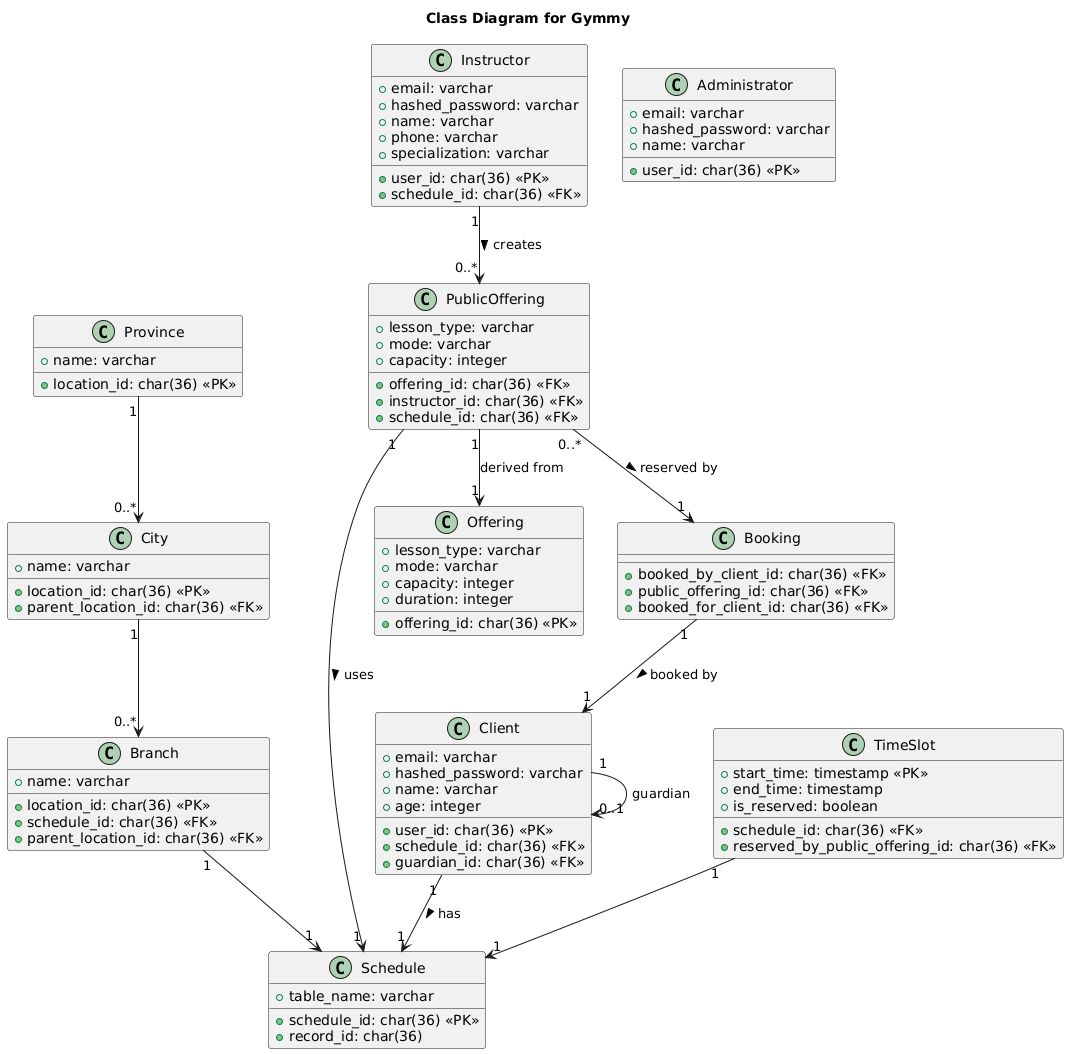 Class Diagram for Gymmy
C Instructor
email: varchar
hashed_password: varchar
name: varchar
phone: varchar
specialization: varchar
user_id: char(36) «PK»
schedule_id: char(36) «FK»
C Administrator
email: varchar
hashed_password: varchar
name: varchar
user_id: char(36) «PK»
1
creates
0..*
C PublicOffering
lesson_type: varchar
mode: varchar
capacity: integer
offering_id: char(36) «FK»
instructor_id: char(36) «FK»
schedule_id: char(36) «FK»
C Province
name: varchar
location_id: char(36) «PK»
1
0..*
1
uses
1
1
derived from
1
0..*
reserved by
1
C City
name: varchar
location_id: char(36) «PK»
parent_location_id: char(36) «FK»
C Offering
lesson_type: varchar
mode: varchar
capacity: integer
duration: integer
offering_id: char(36) «PK»
C Booking
booked_by_client_id: char(36) «FK»
public_offering_id: char(36) «FK»
booked_for_client_id: char(36) «FK»
1
0..*
1
booked by
1
C Branch
name: varchar
location_id: char(36) «PK»
schedule_id: char(36) «FK»
parent_location_id: char(36) «FK»
C Client
email: varchar
hashed_password: varchar
name: varchar
age: integer
user_id: char(36) «PK»
schedule_id: char(36) «FK»
guardian_id: char(36) «FK»
1
guardian
0..1
C TimeSlot
start_time: timestamp «PK»
end_time: timestamp
is_reserved: boolean
schedule_id: char(36) «FK»
reserved_by_public_offering_id: char(36) «FK»
1
1
1
has
1
1
1
C Schedule
table_name: varchar
schedule_id: char(36) «PK»
record_id: char(36)